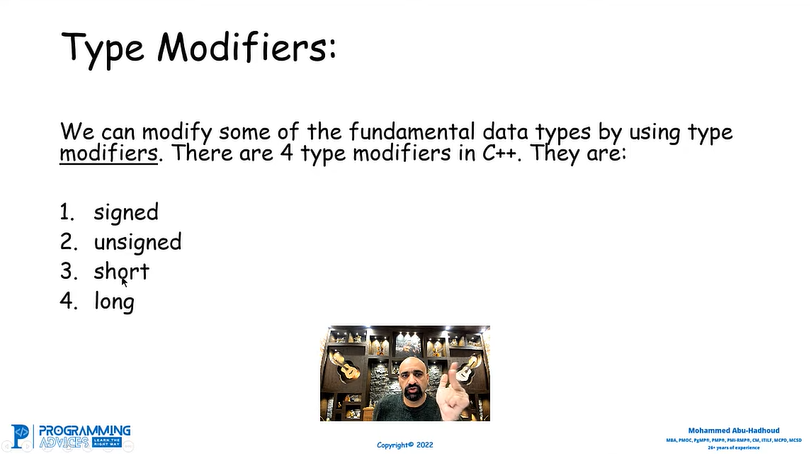 Type Modifiers:
We can modify some of the fundamental data types by using type
modifiers. There are 4 type modifiers in C++. They are:
1. signed
2. unsigned
3. short
4. long
PROGRAMMING
ADVICES
LEARN THE
RIGHT WAY
Copyright© 2022
Mohammed Abu-Hadhoud
MBA, PMOC, PgMP®, PMP®, PMI-RMP®, CM, ITILF, MCPD, MCSD
26+ years of experience